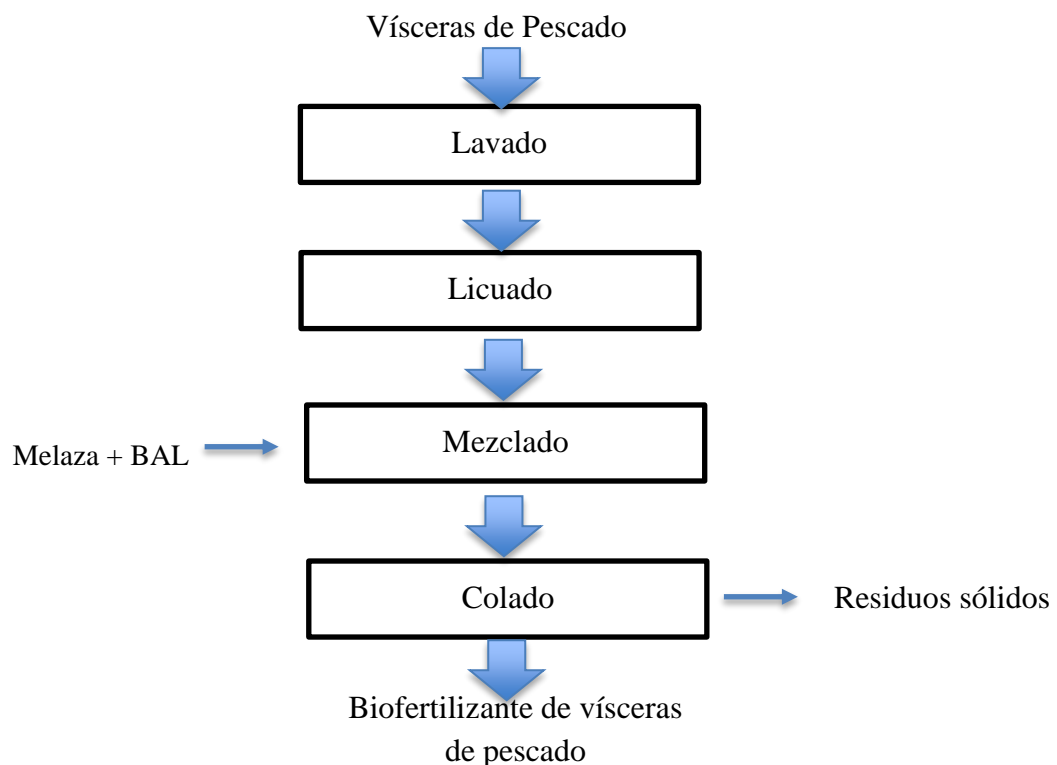 Vísceras de Pescado
Lavado
Licuado
Mezclado
Melaza + BAL
Colado
Residuos sólidos
Biofertilizante de vísceras
de pescado